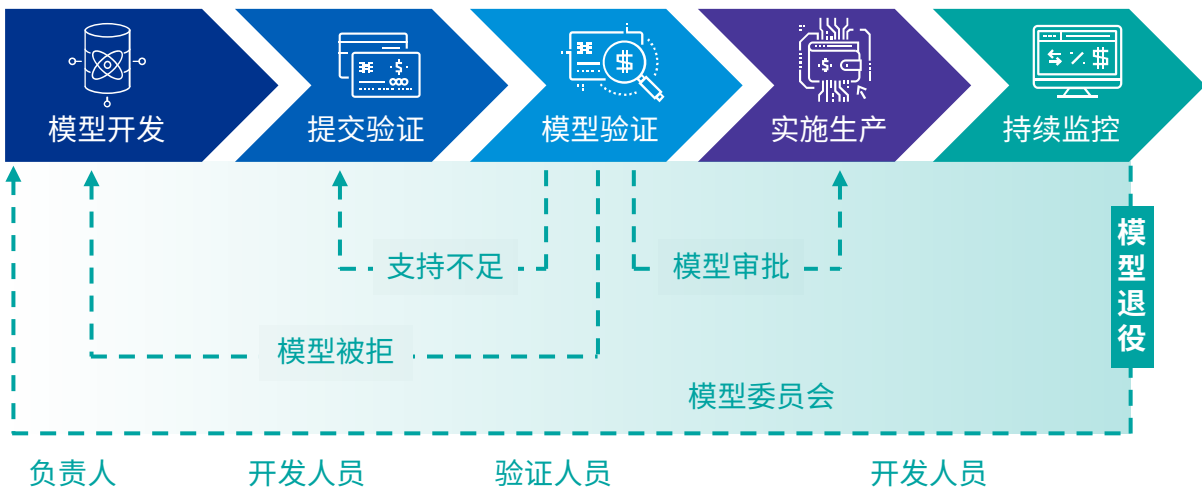 模型开发
提交验证
模型验证
实施生产
持续监控
支持不足
模型审批
模型退役
模型被拒
模型委员会
负责人
开发人员
验证人员
开发人员